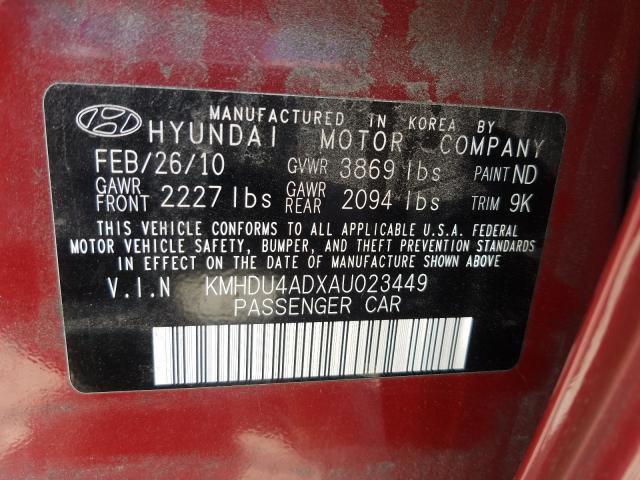 MANUFACTURED IN KOREA BY
HYUNDAI MOTOR COMPANY
FEB/26/10 GVWR 3869 lbs PAINT ND
GAWR FRONT 2227 lbs GAWR REAR 2094 lbs TRIM 9K
THIS VEHICLE CONFORMS TO ALL APPLICABLE U.S.A. FEDERAL
MOTOR VEHICLE SAFETY, BUMPER, AND THEFT PREVENTION STANDARDS
IN EFFECT ON THE DATE OF MANUFACTURE SHOWN ABOVE
V.I.N KMHDU4ADXAU023449
PASSENGER CAR